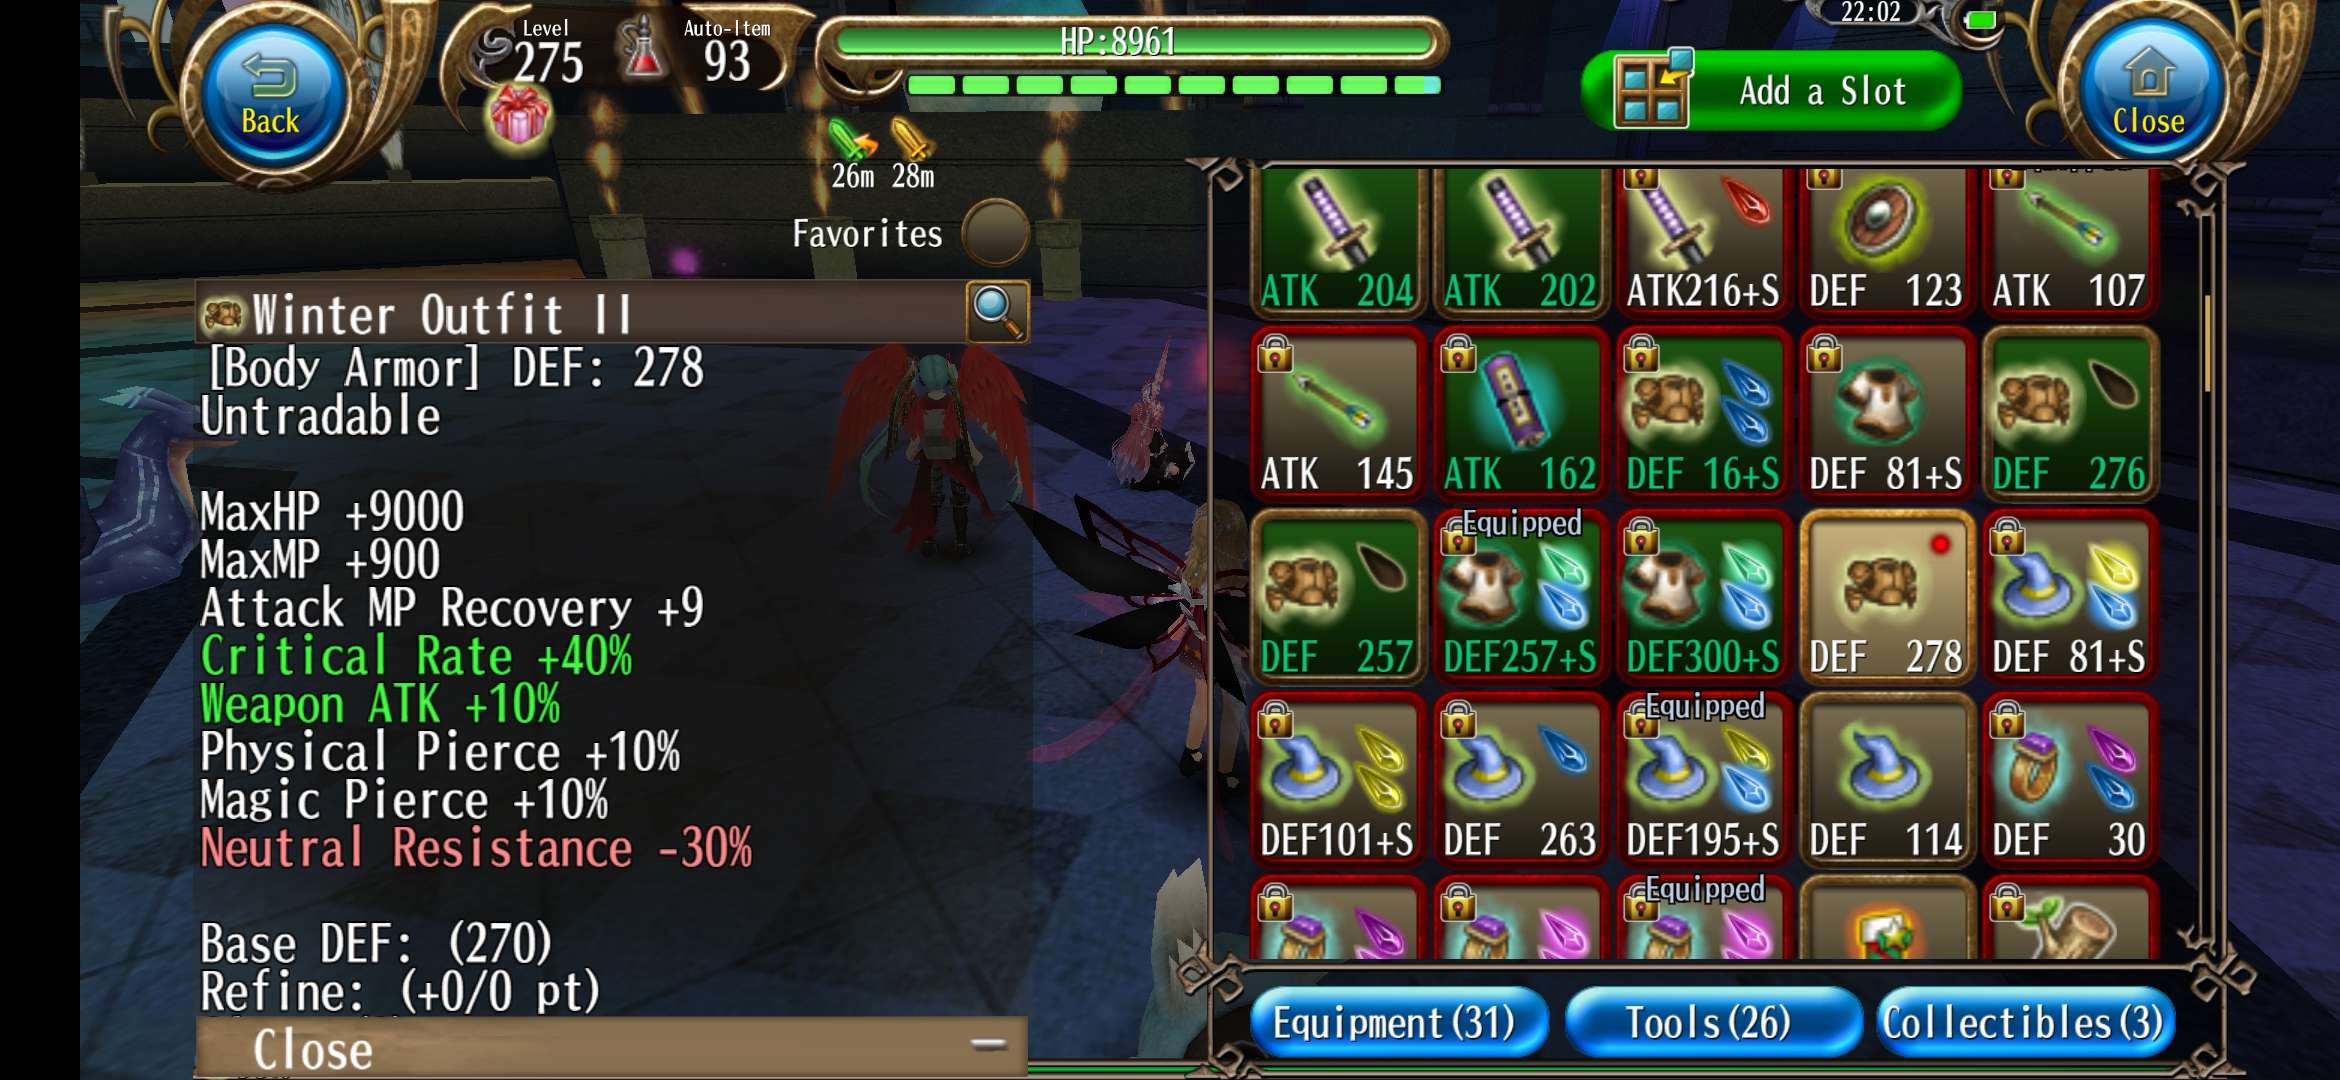 Back
Level
275
Auto-Item
93
HP:8961
22:02
Add a Slot
Close
26m 28m
Favorites
Winter Outfit II
[Body Armor] DEF: 278
Untradable
MaxHP +9000
MaxMP +900
Attack MP Recovery +9
Critical Rate +40%
Weapon ATK +10%
Physical Pierce +10%
Magic Pierce +10%
Neutral Resistance -30%
Base DEF: (270)
Refine: (+0/0 pt)
Close
ATK 204
ATK 202
ATK216+S
DEF 123
ATK 107
ATK 145
ATK 162
DEF 16+S
DEF 81+S
DEF 276
Equipped
DEF 257
DEF257+S
DEF300+S
DEF 278
DEF 81+S
Equipped
DEF101+S
DEF 263
DEF195+S
DEF 114
DEF 30
Equipped
Equipment(31)
Tools(26)
Collectibles(3)